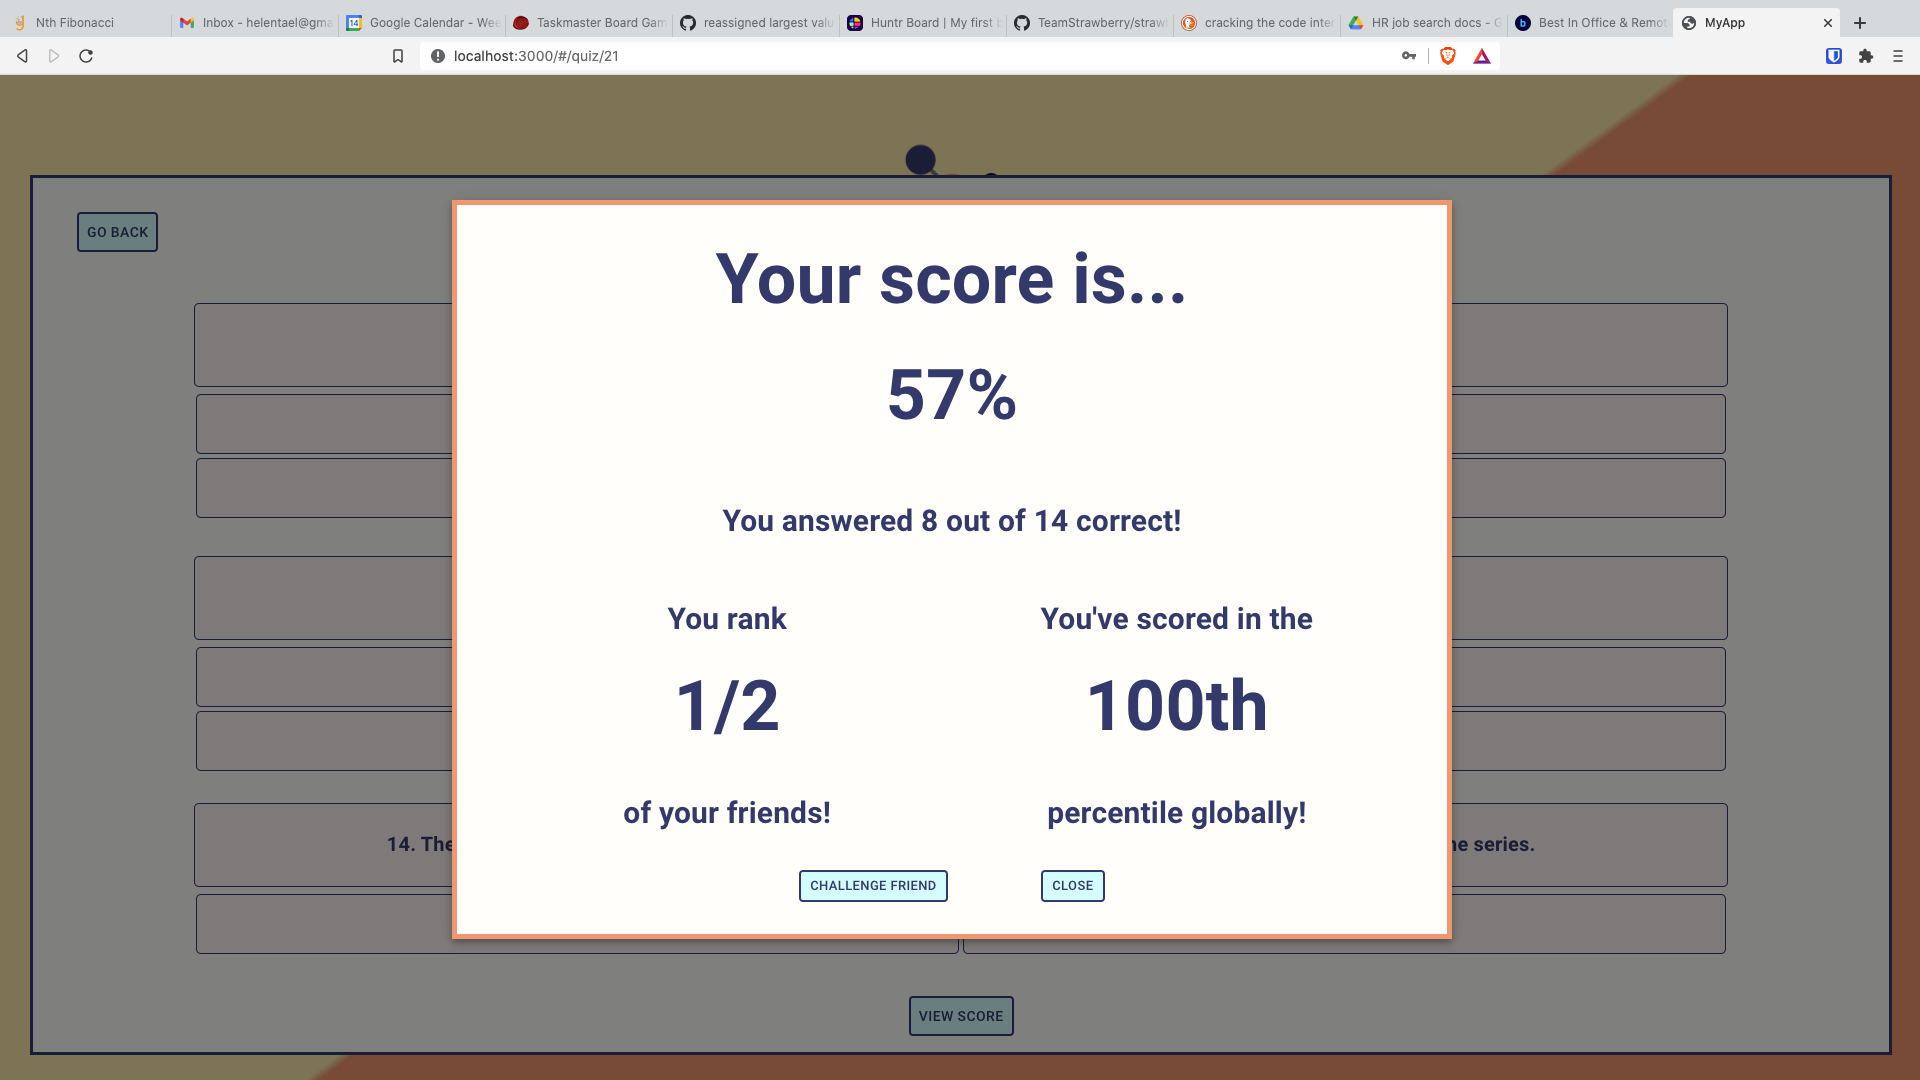 Nth Fibonacci
Inbox - helentael@gma
Google Calendar - Wee
Taskmaster Board Gam
reassigned largest valu
Huntr Board | My first b
TeamStrawberry/straw
cracking the code inter
HR job search docs - G
Best In Office & Remot
MyApp
localhost:3000/#/quiz/21
GO BACK
Your score is...
57%
You answered 8 out of 14 correct!
You rank
You've scored in the
1/2
100th
of your friends!
percentile globally!
14. The
he series.
CHALLENGE FRIEND
CLOSE
VIEW SCORE